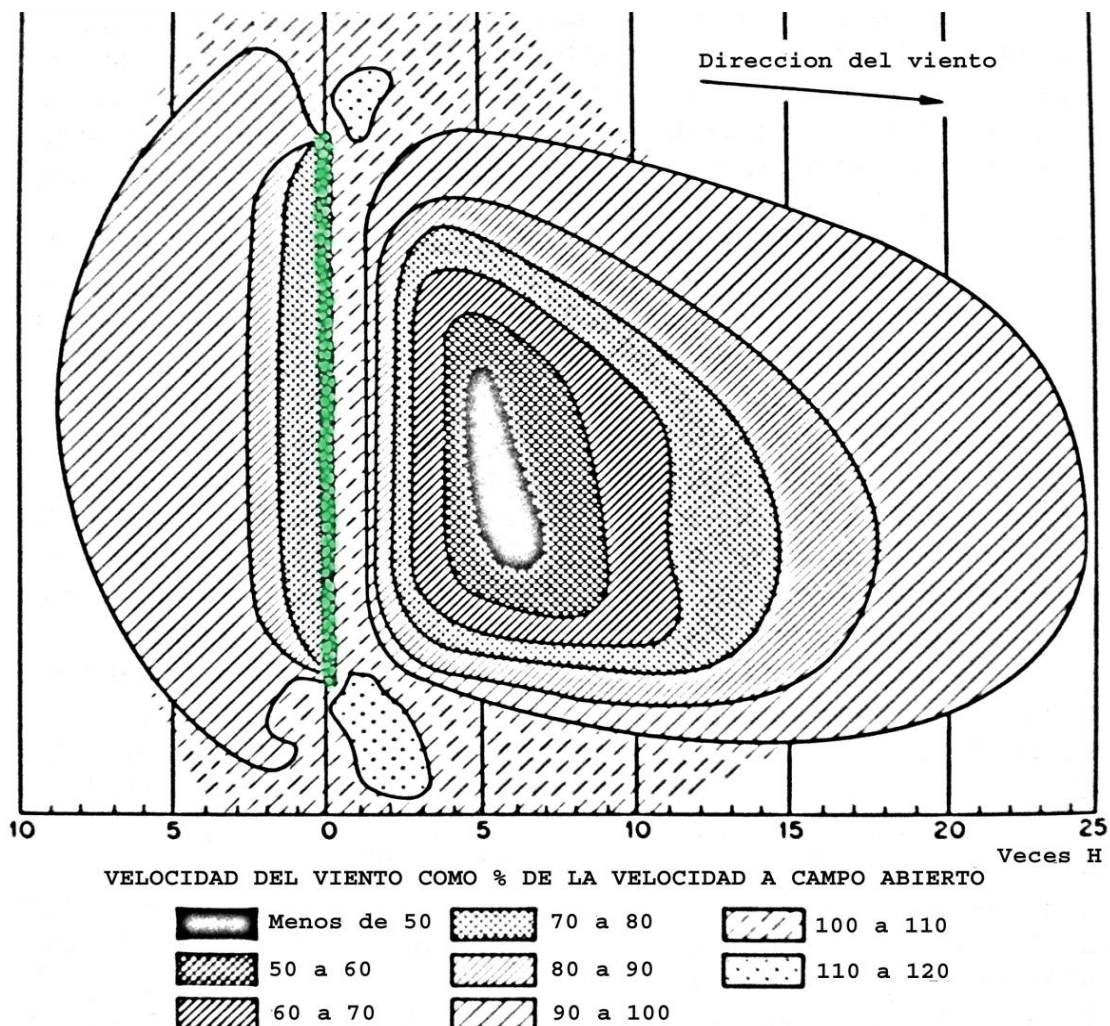 Direccion del viento
10 5 0 5 10 15 20 25
Veces H
VELOCIDAD DEL VIENTO COMO % DE LA VELOCIDAD A CAMPO ABIERTO
Menos de 50 70 a 80 100 a 110
50 a 60 80 a 90 110 a 120
60 a 70 90 a 100